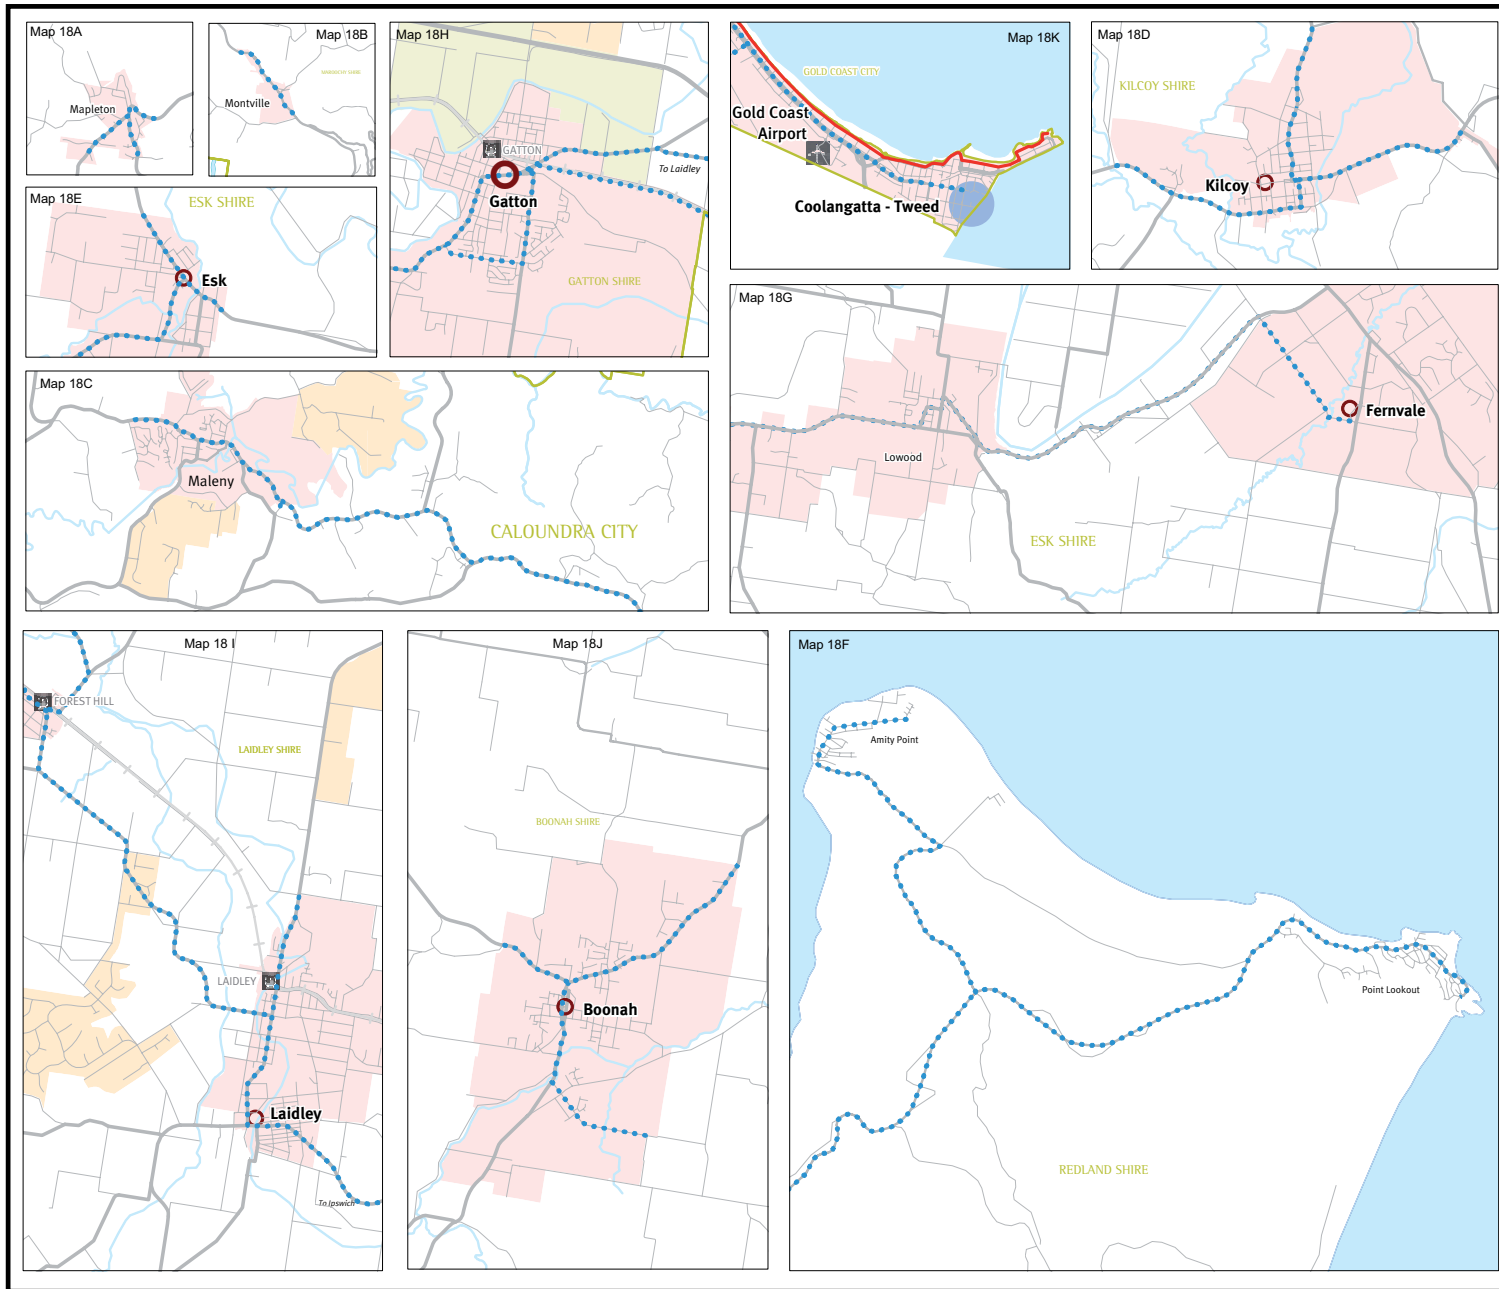 Map 18A
Mapleton
Map 18B
MAROOCHY SHIRE
Montville
Map 18H
GATTON
Gatton
To Laidley
GATTON SHIRE
Map 18K
GOLD COAST CITY
Gold Coast
Airport
Coolangatta - Tweed
Map 18D
KILCOY SHIRE
Kilcoy
Map 18E
ESK SHIRE
Esk
Map 18G
Lowood
Fernvale
ESK SHIRE
Map 18C
Maleny
CALOUNDRA CITY
Map 18 I
FOREST HILL
LAIDLEY SHIRE
LAIDLEY
Laidley
To Ipswich
Map 18J
BOONAH SHIRE
Boonah
Map 18F
Amity Point
Point Lookout
REDLAND SHIRE